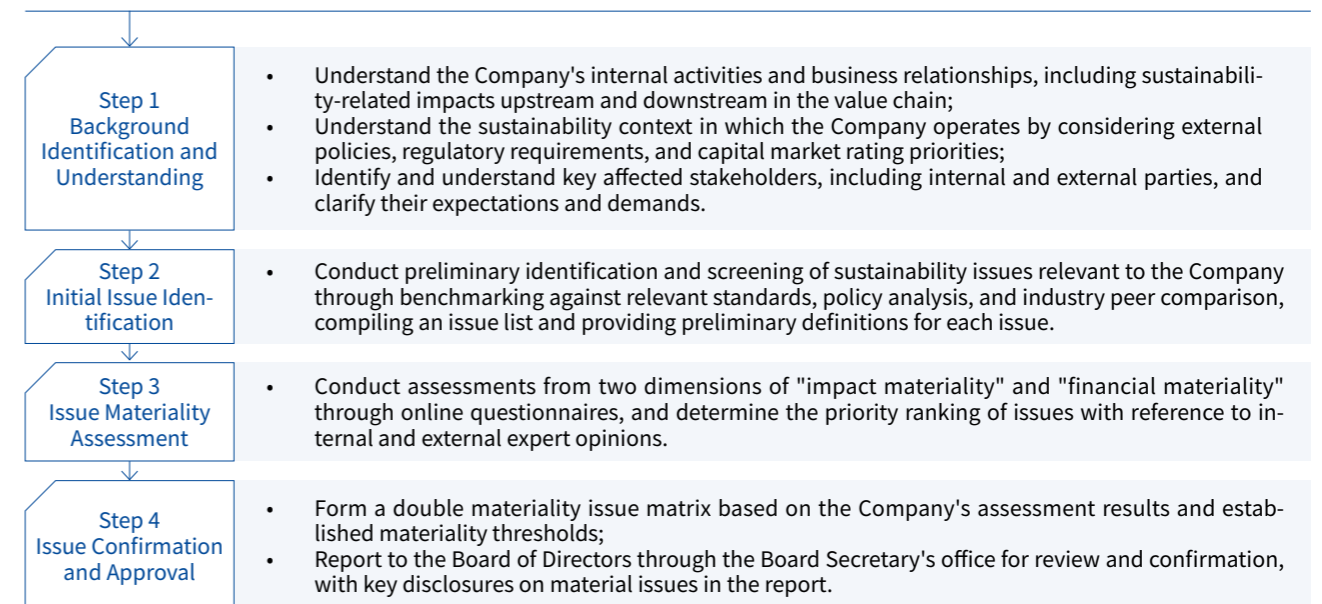 Step 1
Background
Identification and
Understanding
• Understand the Company's internal activities and business relationships, including sustainabili-
ty-related impacts upstream and downstream in the value chain;
• Understand the sustainability context in which the Company operates by considering external
policies, regulatory requirements, and capital market rating priorities;
• Identify and understand key affected stakeholders, including internal and external parties, and
clarify their expectations and demands.
Step 2
Initial Issue Iden-
tification
• Conduct preliminary identification and screening of sustainability issues relevant to the Company
through benchmarking against relevant standards, policy analysis, and industry peer comparison,
compiling an issue list and providing preliminary definitions for each issue.
Step 3
Issue Materiality
Assessment
• Conduct assessments from two dimensions of "impact materiality" and "financial materiality"
through online questionnaires, and determine the priority ranking of issues with reference to in-
ternal and external expert opinions.
Step 4
Issue Confirmation
and Approval
• Form a double materiality issue matrix based on the Company's assessment results and estab-
lished materiality thresholds;
• Report to the Board of Directors through the Board Secretary's office for review and confirmation,
with key disclosures on material issues in the report.